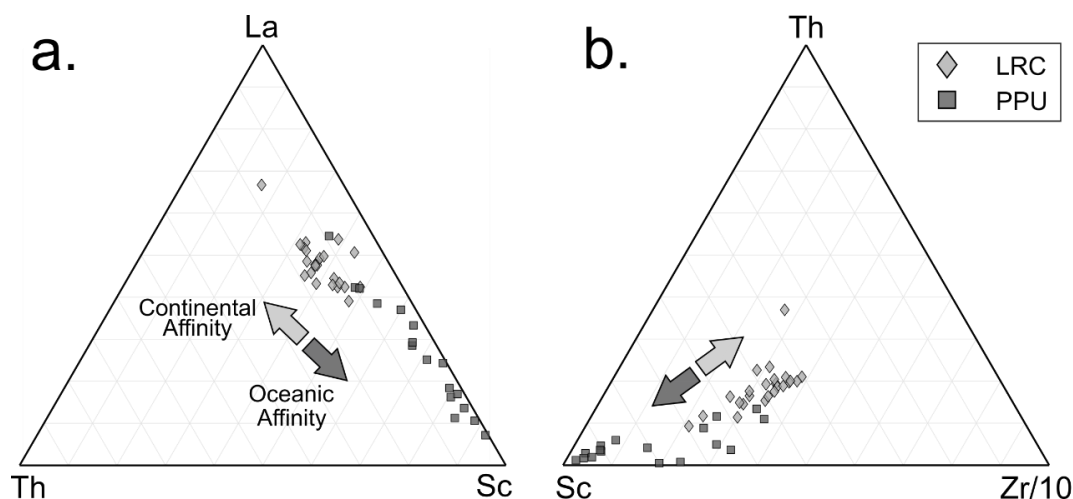 a.
La
Continental
Affinity
Oceanic
Affinity
Th
Sc
b.
Th
LRC
PPU
Sc
Zr/10